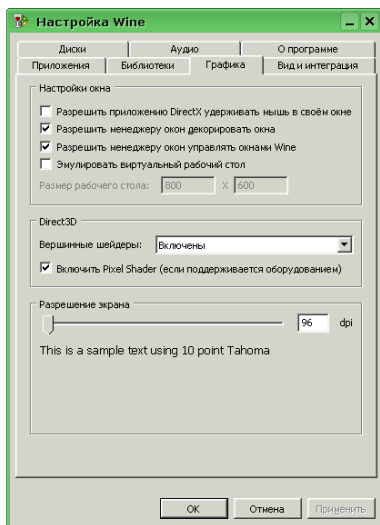 Настройка Wine
Диски Аудио О программе
Приложения Библиотеки Графика Вид и интеграция
Настройки окна
Разрешить приложению DirectX удерживать мышь в своём окне
Разрешить менеджеру окон декорировать окна
Разрешить менеджеру окон управлять окнами Wine
Эмулировать виртуальный рабочий стол
Размер рабочего стола: 800 X 600
Direct3D
Вершинные шейдеры: Включены
Включить Pixel Shader (если поддерживается оборудованием)
Разрешение экрана
96 dpi
This is a sample text using 10 point Tahoma
ОК Отмена Применить